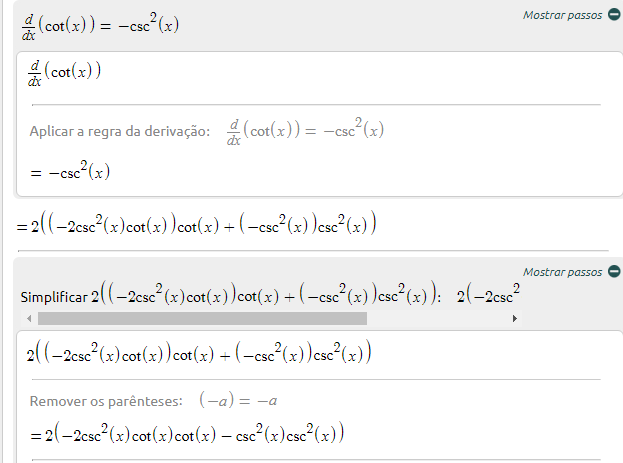 d/dx (cot(x)) = −csc²(x)
Mostrar passos
d/dx (cot(x))
Aplicar a regra da derivação: d/dx (cot(x)) = −csc²(x)
= −csc²(x)
= 2((−2csc²(x)cot(x))cot(x) + (−csc²(x))csc²(x))
Mostrar passos
Simplificar 2((−2csc²(x)cot(x))cot(x) + (−csc²(x))csc²(x)): 2(−2csc²
2((−2csc²(x)cot(x))cot(x) + (−csc²(x))csc²(x))
Remover os parênteses: (−a) = −a
= 2(−2csc²(x)cot(x)cot(x) − csc²(x)csc²(x))